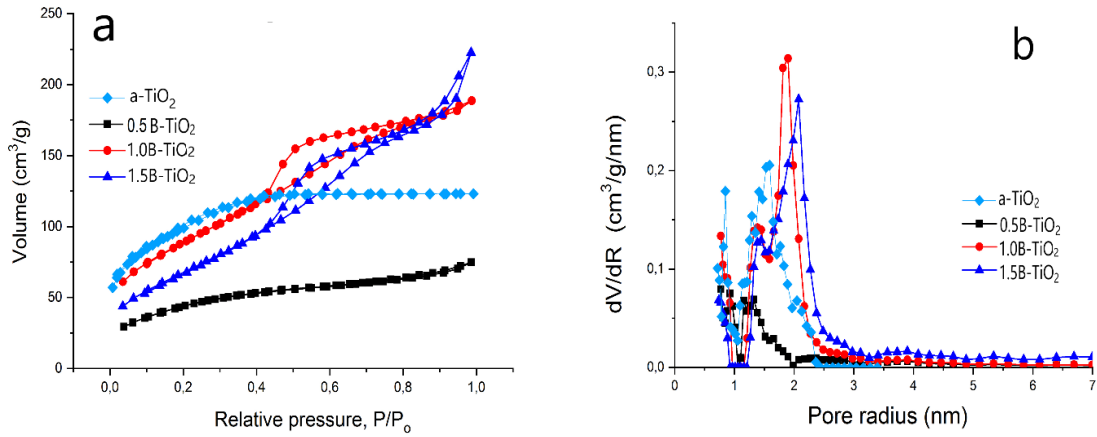 a
250
200
150
100
50
0
Volume (cm³/g)
a-TiO₂
0.5B-TiO₂
1.0B-TiO₂
1.5B-TiO₂
0,0 0,2 0,4 0,6 0,8 1,0
Relative pressure, P/Pₒ
b
0,3
0,2
0,1
0,0
dV/dR (cm³/g/nm)
a-TiO₂
0.5B-TiO₂
1.0B-TiO₂
1.5B-TiO₂
0 1 2 3 4 5 6 7
Pore radius (nm)